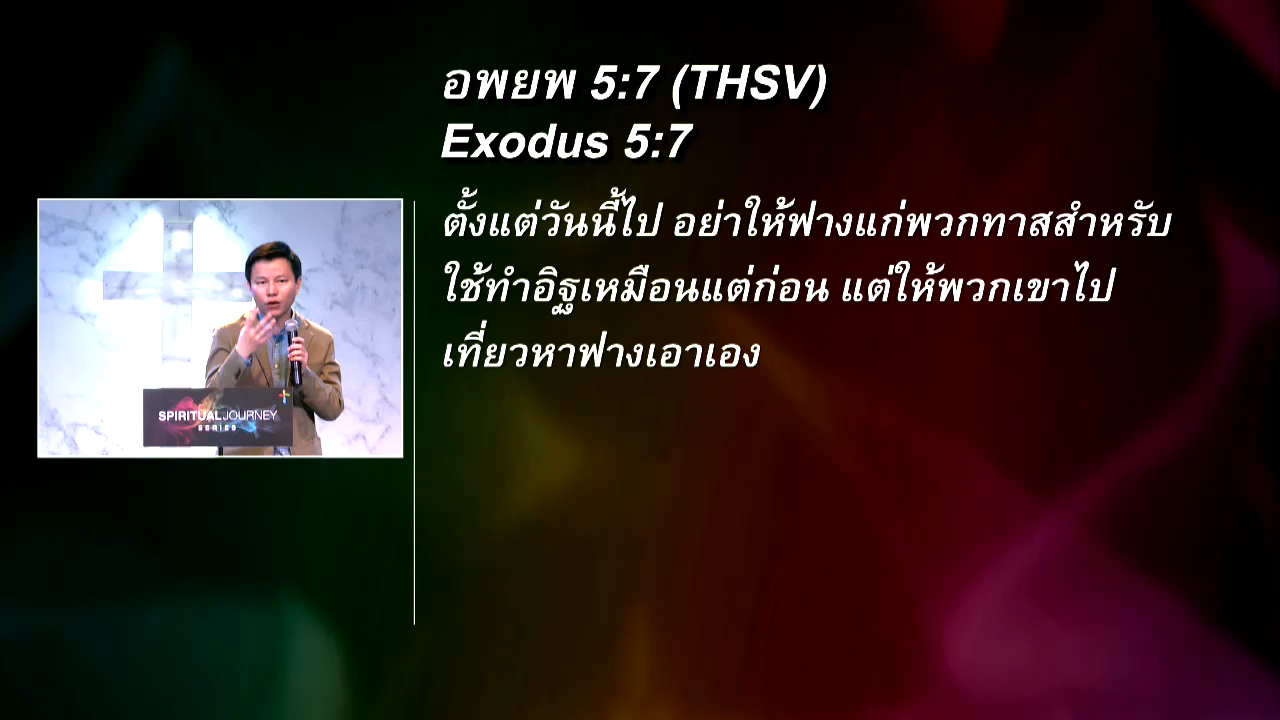 อพยพ 5:7 (THSV)
Exodus 5:7
ตั้งแต่วันนี้ไป อย่าให้ฟางแก่พวกทาสสำหรับ
ใช้ทำอิฐเหมือนแต่ก่อน แต่ให้พวกเขาไป
เที่ยวหาฟางเอาเอง
SPIRITUALJOURNEY
SERIES